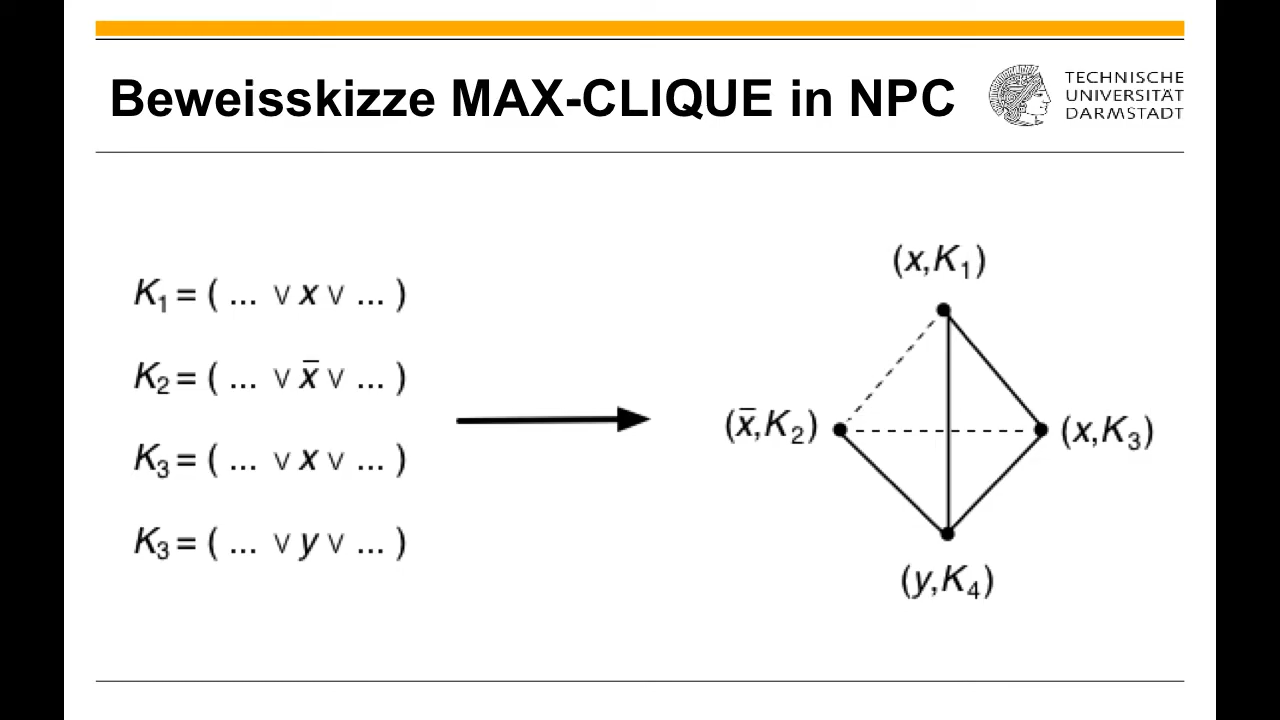 Beweisskizze MAX-CLIQUE in NPC
TECHNISCHE
UNIVERSITÄT
DARMSTADT
K₁ = ( ... ∨ x ∨ ... )
K₂ = ( ... ∨ x̅ ∨ ... )
K₃ = ( ... ∨ x ∨ ... )
K₃ = ( ... ∨ y ∨ ... )
(x,K₁)
(x̅,K₂)
(x,K₃)
(y,K₄)